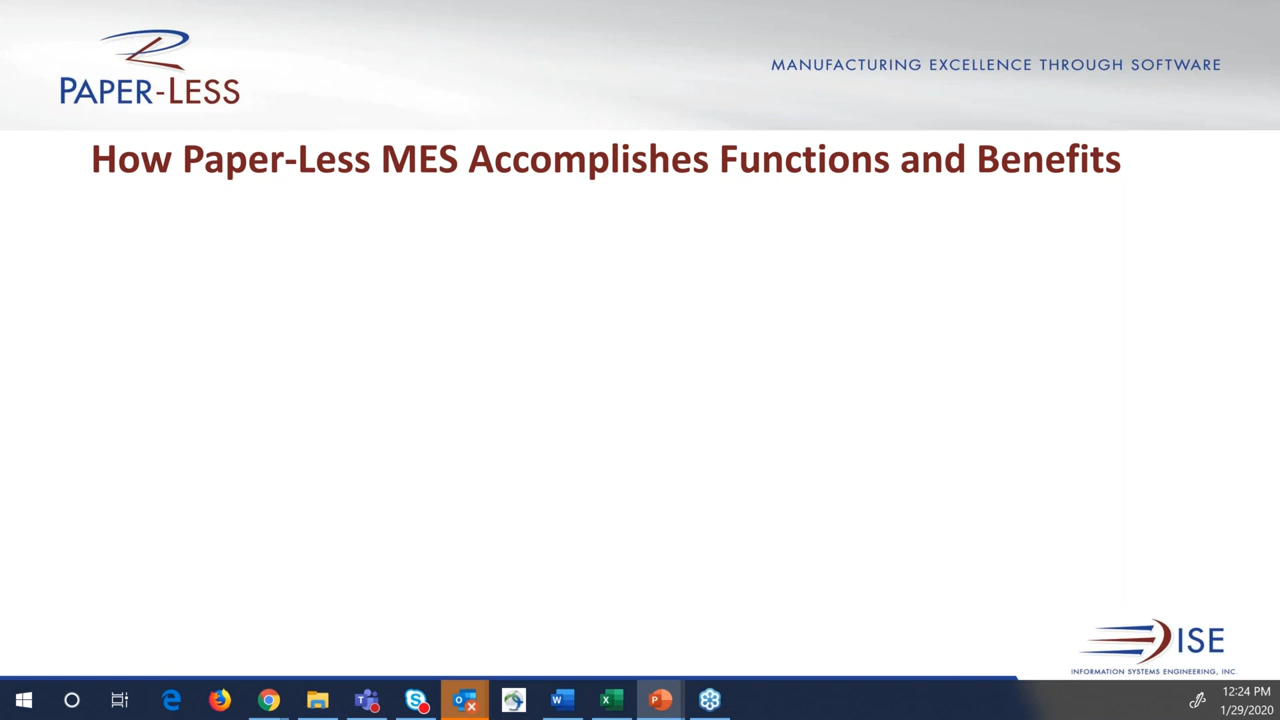 PAPER-LESS
MANUFACTURING EXCELLENCE THROUGH SOFTWARE
How Paper-Less MES Accomplishes Functions and Benefits
ISE
INFORMATION SYSTEMS ENGINEERING, INC.
12:24 PM
1/29/2020